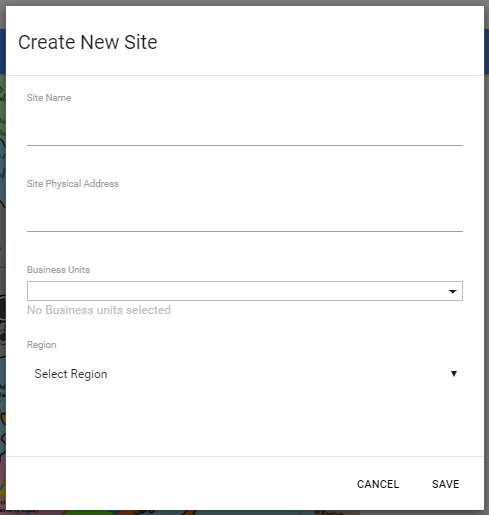 Create New Site
Site Name
Site Physical Address
Business Units
No Business units selected
Region
Select Region
CANCEL SAVE